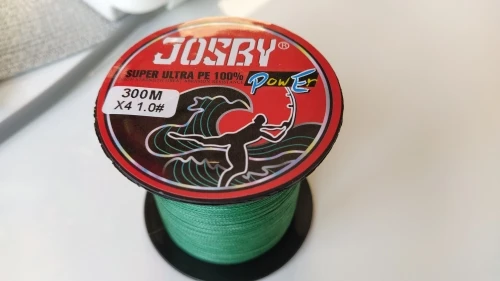 JOSBY®
SUPER ULTRA PE 100%
PowEr
300M
X4 1.0#